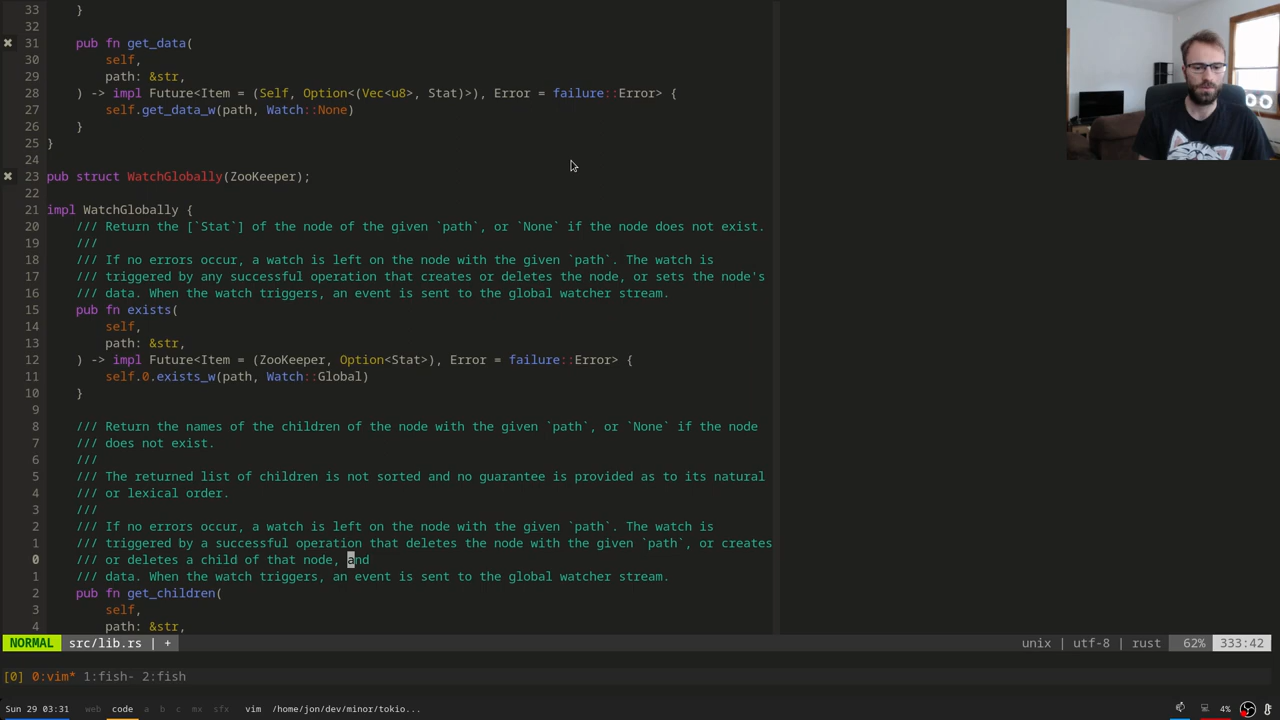 33     }
32
✖ 31     pub fn get_data(
30         self,
29         path: &str,
28     ) -> impl Future<Item = (Self, Option<(Vec<u8>, Stat)>), Error = failure::Error> {
27         self.get_data_w(path, Watch::None)
26     }
25 }
24
✖ 23 pub struct WatchGlobally(ZooKeeper);
22
21 impl WatchGlobally {
20     /// Return the [`Stat`] of the node of the given `path`, or `None` if the node does not exist.
19     ///
18     /// If no errors occur, a watch is left on the node with the given `path`. The watch is
17     /// triggered by any successful operation that creates or deletes the node, or sets the node's
16     /// data. When the watch triggers, an event is sent to the global watcher stream.
15     pub fn exists(
14         self,
13         path: &str,
12     ) -> impl Future<Item = (ZooKeeper, Option<Stat>), Error = failure::Error> {
11         self.0.exists_w(path, Watch::Global)
10     }
9
8     /// Return the names of the children of the node with the given `path`, or `None` if the node
7     /// does not exist.
6     ///
5     /// The returned list of children is not sorted and no guarantee is provided as to its natural
4     /// or lexical order.
3     ///
2     /// If no errors occur, a watch is left on the node with the given `path`. The watch is
1     /// triggered by a successful operation that deletes the node with the given `path`, or creates
0     /// or deletes a child of that node, and
1     /// data. When the watch triggers, an event is sent to the global watcher stream.
2     pub fn get_children(
3         self,
4         path: &str,
NORMAL src/lib.rs | + unix | utf-8 | rust 62% 333:42
[0] 0:vim* 1:fish- 2:fish
Sun 29 03:31 web code a b c mx sfx vim /home/jon/dev/minor/tokio... 4%